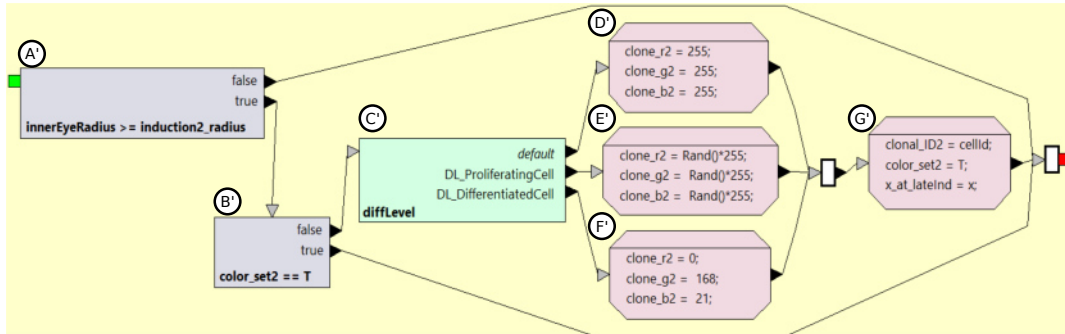 A'
false
true
innerEyeRadius >= induction2_radius
B'
false
true
color_set2 == T
C'
default
DL_ProliferatingCell
DL_DifferentiatedCell
diffLevel
D'
clone_r2 = 255;
clone_g2 = 255;
clone_b2 = 255;
E'
clone_r2 = Rand()*255;
clone_g2 = Rand()*255;
clone_b2 = Rand()*255;
F'
clone_r2 = 0;
clone_g2 = 168;
clone_b2 = 21;
G'
clonal_ID2 = cellId;
color_set2 = T;
x_at_lateInd = x;